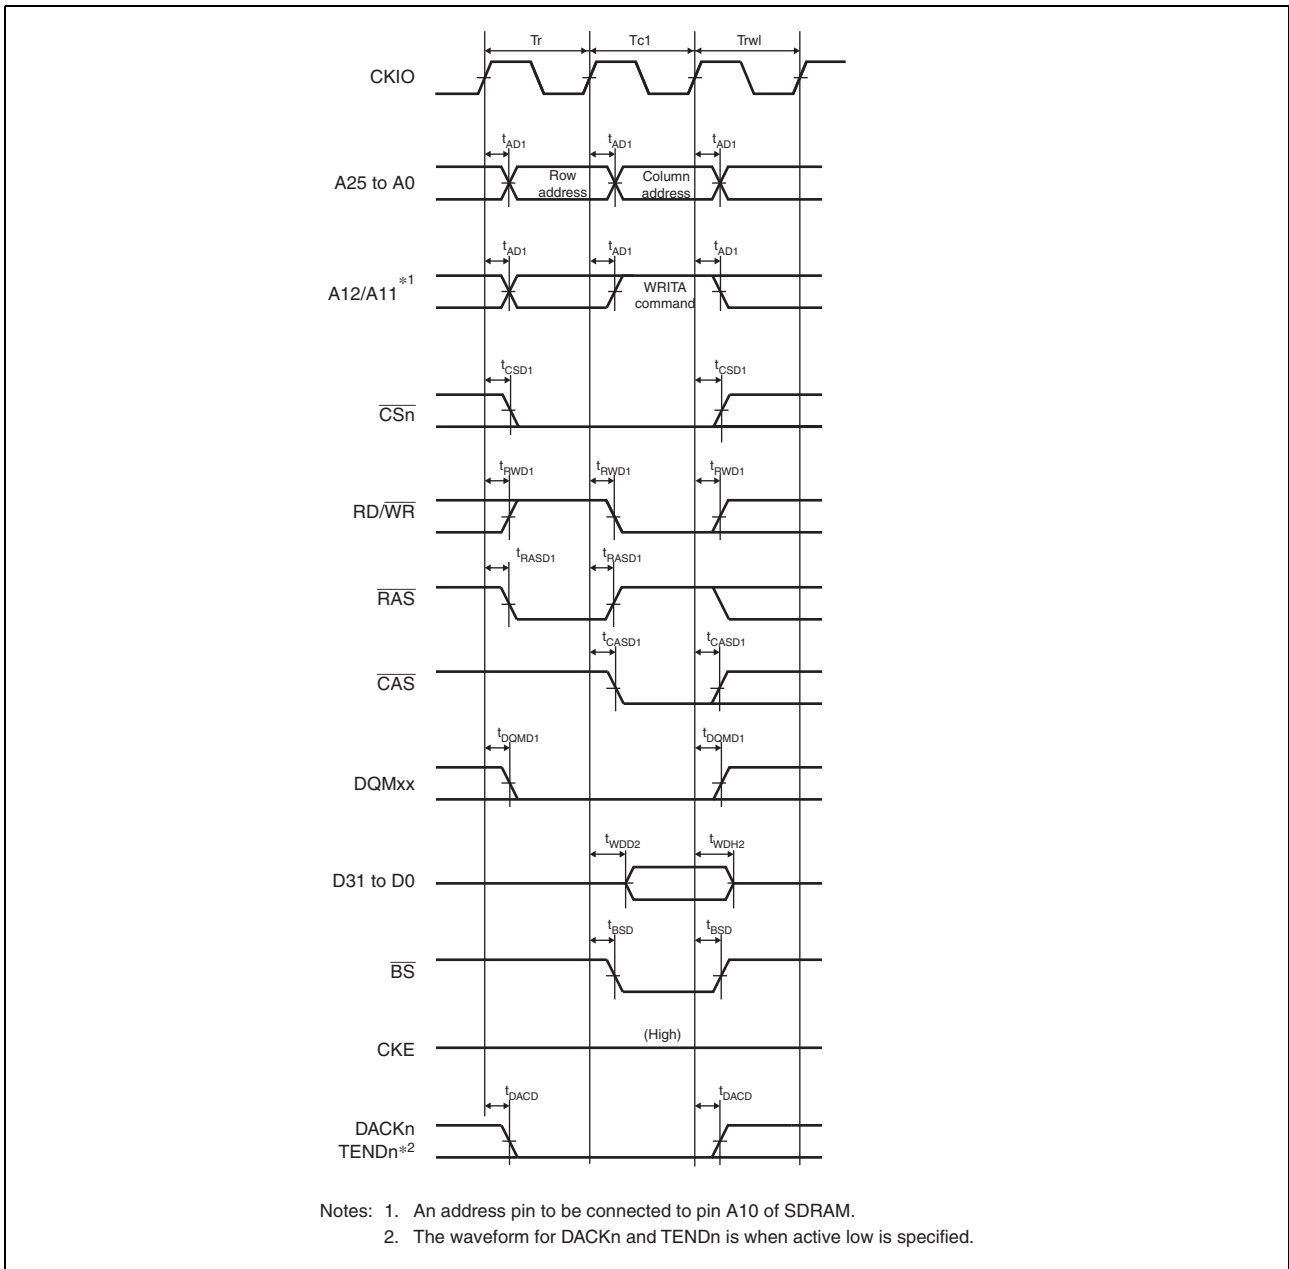 Tr Tc1 Trwl
CKIO
tAD1 tAD1 tAD1
A25 to A0
Row address
Column address
tAD1 tAD1 tAD1
A12/A11*1
WRITA command
tCSD1 tCSD1
CSn
tRWD1 tRWD1 tRWD1
RD/WR
tRASD1 tRASD1
RAS
tCASD1 tCASD1
CAS
tDQMD1 tDQMD1
DQMxx
tWDD2 tWDH2
D31 to D0
tBSD tBSD
BS
(High)
CKE
tDACD tDACD
DACKn
TENDn*2
Notes: 1. An address pin to be connected to pin A10 of SDRAM.
2. The waveform for DACKn and TENDn is when active low is specified.